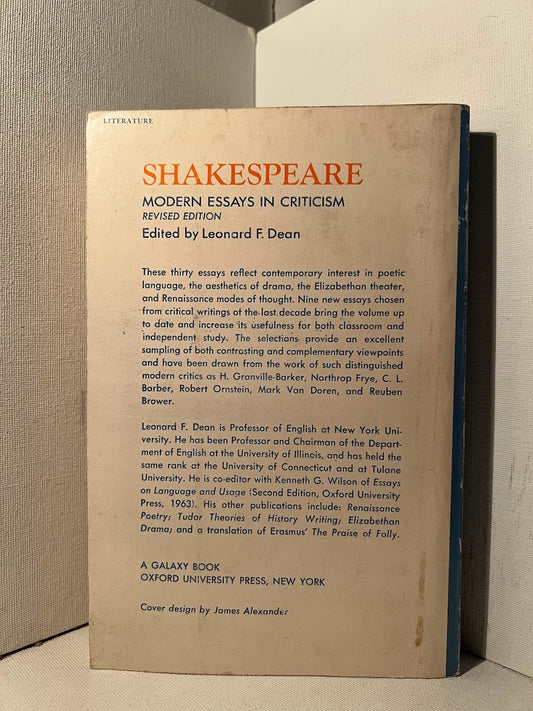 LITERATURE
SHAKESPEARE
MODERN ESSAYS IN CRITICISM
REVISED EDITION
Edited by Leonard F. Dean
These thirty essays reflect contemporary interest in poetic
language, the aesthetics of drama, the Elizabethan theater,
and Renaissance modes of thought. Nine new essays chosen
from critical writings of the last decade bring the volume up
to date and increase its usefulness for both classroom and
independent study. The selections provide an excellent
sampling of both contrasting and complementary viewpoints
and have been drawn from the work of such distinguished
modern critics as H. Granville-Barker, Northrop Frye, C. L.
Barber, Robert Ornstein, Mark Van Doren, and Reuben
Brower.
Leonard F. Dean is Professor of English at New York Uni-
versity. He has been Professor and Chairman of the Depart-
ment of English at the University of Illinois, and has held the
same rank at the University of Connecticut and at Tulane
University. He is co-editor with Kenneth G. Wilson of Essays
on Language and Usage (Second Edition, Oxford University
Press, 1963). His other publications include: Renaissance
Poetry; Tudor Theories of History Writing; Elizabethan
Drama; and a translation of Erasmus' The Praise of Folly.
A GALAXY BOOK
OXFORD UNIVERSITY PRESS, NEW YORK
Cover design by James Alexander